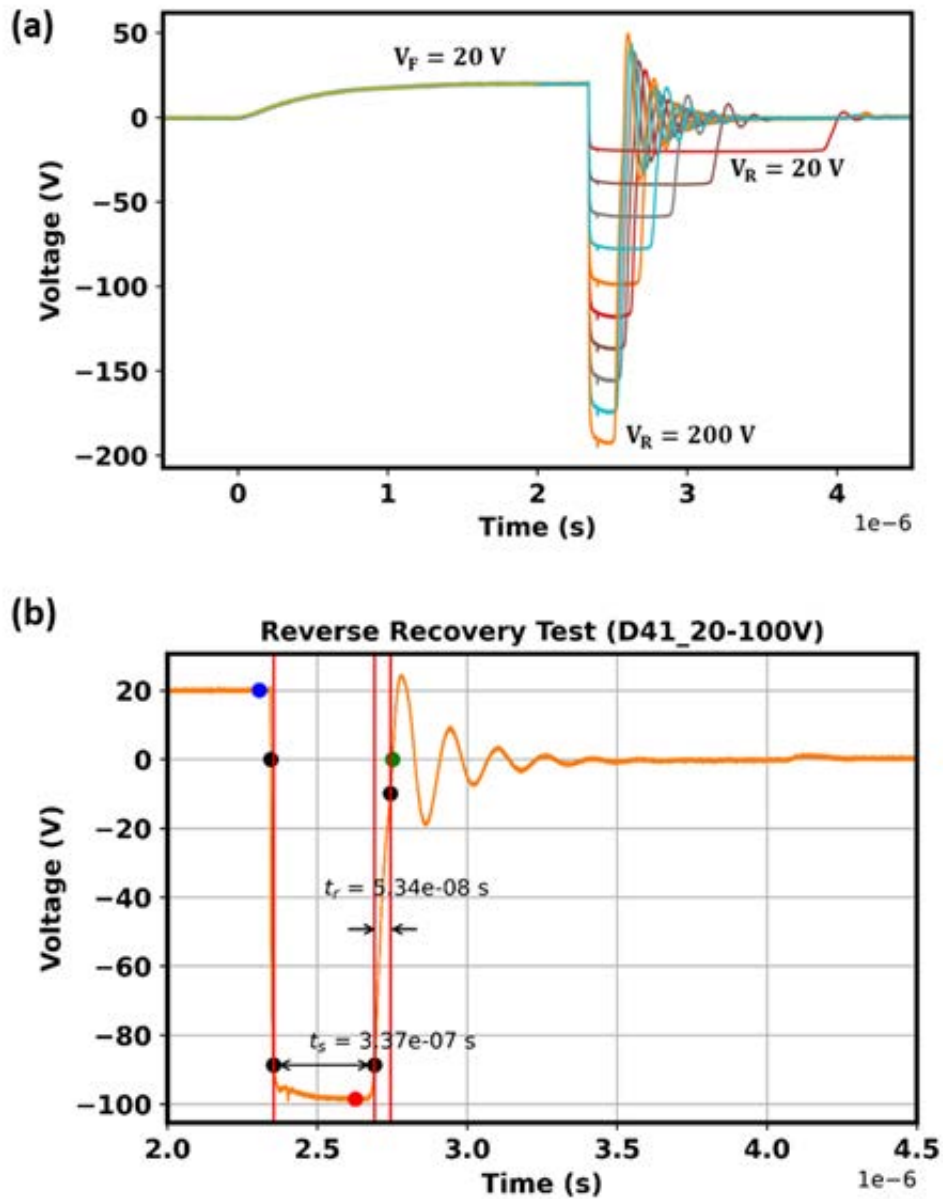 (a)
50
0
−50
−100
−150
−200
Voltage (V)
V_F = 20 V
V_R = 20 V
V_R = 200 V
0 1 2 3 4
Time (s)
1e−6
(b)
Reverse Recovery Test (D41_20-100V)
20
0
−20
−40
−60
−80
−100
Voltage (V)
t_r = 5.34e-08 s
t_s = 3.37e-07 s
2.0 2.5 3.0 3.5 4.0 4.5
Time (s)
1e−6